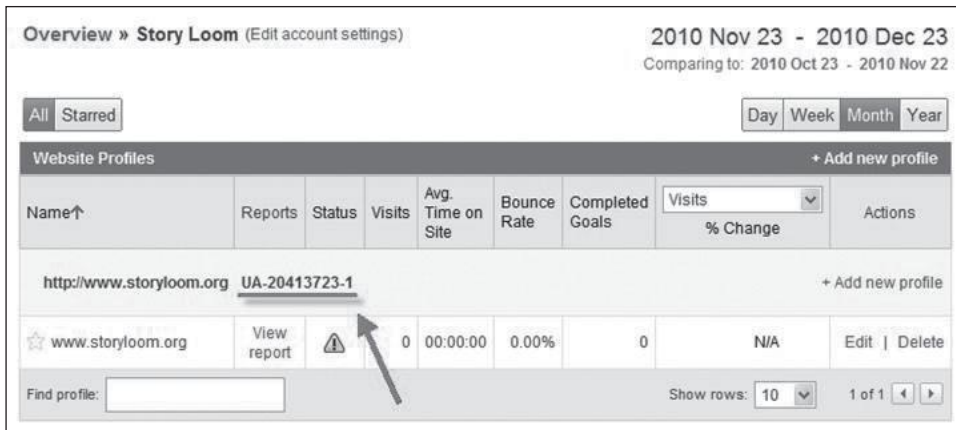 Overview » Story Loom (Edit account settings)
2010 Nov 23 - 2010 Dec 23
Comparing to: 2010 Oct 23 - 2010 Nov 22
All Starred
Day Week Month Year
Website Profiles + Add new profile
Name↑ Reports Status Visits Avg. Time on Site Bounce Rate Completed Goals Visits % Change Actions
http://www.storyloom.org UA-20413723-1 + Add new profile
www.storyloom.org View report 0 00:00:00 0.00% 0 N/A Edit | Delete
Find profile: Show rows: 10 1 of 1